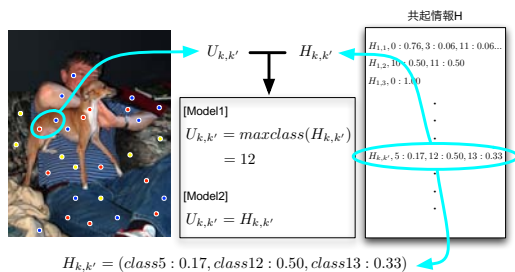 共起情報H
U_{k,k'} H_{k,k'}
H_{1,1}, 0 : 0.76, 3 : 0.06, 11 : 0.06...
H_{1,2}, 10 : 0.50, 11 : 0.50
H_{1,3}, 0 : 1.00
[Model1]
U_{k,k'} = maxclass(H_{k,k'})
= 12
H_{k,k'}, 5 : 0.17, 12 : 0.50, 13 : 0.33
[Model2]
U_{k,k'} = H_{k,k'}
H_{k,k'} = (class5 : 0.17, class12 : 0.50, class13 : 0.33)